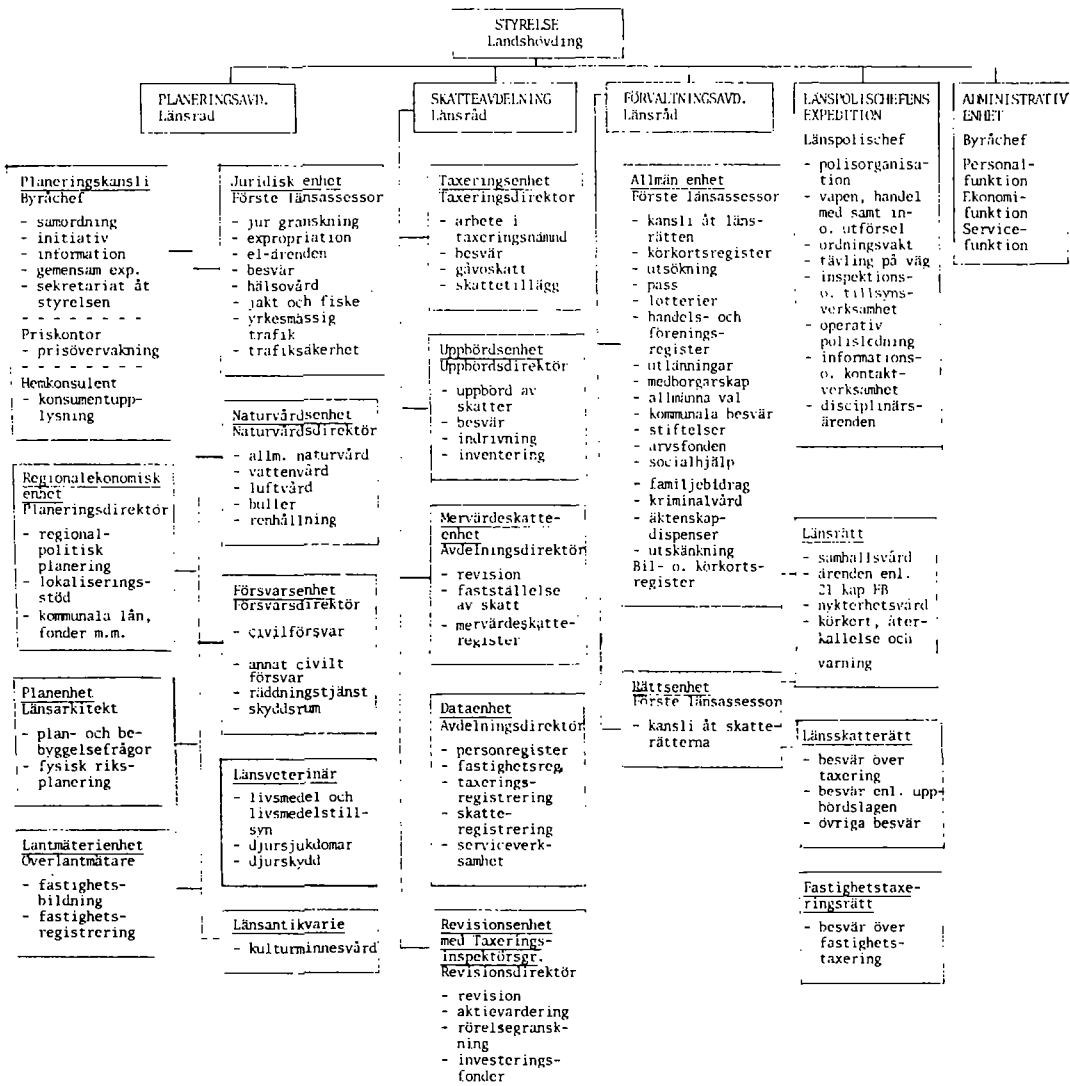 STYRELSE
Landshövding
PLANERINGSAVD.
Länsråd
SKATTEAVDELNING
Länsråd
FÖRVALTNINGSAVD.
Länsråd
LÄNSPOLISCHEFENS
EXPEDITION
Länspolischef
- polisorganisa-
tion
- vapen, handel
med samt in-
o. utförsel
- ordningsvakt
- tävling på väg
- inspektions-
o. tillsyns-
verksamhet
- operativ
polisledning
- informations-
o. kontakt-
verksamhet
- disciplinärs-
ärenden
ADMINISTRATIV
ENHET
Byråchef
Personal-
funktion
Ekonomi-
funktion
Service-
funktion
Planeringskansli
Byråchef
- samordning
- initiativ
- information
- gemensam exp.
- sekretariat åt
styrelsen
- - - - - - - -
Priskontor
- prisövervakning
- - - - - - - -
Hemkonsulent
- konsumentupp-
lysning
Regionalekonomisk
enhet
Planeringsdirektör
- regional-
politisk
planering
- lokaliserings-
stöd
- kommunala lån,
fonder m.m.
Planenhet
Länsarkitekt
- plan- och be-
byggelsefrågor
- fysisk riks-
planering
Lantmäterienhet
Överlantmätare
- fastighets-
bildning
- fastighets-
registrering
Juridisk enhet
Förste länsassessor
- jur granskning
- expropriation
- el-ärenden
- besvär
- hälsovård
- jakt och fiske
- yrkesmässig
trafik
- trafiksäkerhet
Naturvårdsenhet
Naturvårdsdirektör
- allm. naturvård
- vattenvård
- luftvård
- buller
- renhållning
Försvarsenhet
Försvarsdirektör
- civilförsvar
- annat civilt
försvar
- räddningstjänst
- skyddsrum
Länsveterinär
- livsmedel och
livsmedelstill-
syn
- djursjukdomar
- djurskydd
Länsantikvarie
- kulturminnesvård
Taxeringsenhet
Taxeringsdirektör
- arbete i
taxeringsnämnd
- besvär
- gåvoskatt
- skattetillägg
Uppbördsenhet
Uppbördsdirektör
- uppbörd av
skatter
- besvär
- indrivning
- inventering
Mervärdeskatte-
enhet
Avdelningsdirektör
- revision
- fastställelse
av skatt
- mervärdeskatte-
register
Dataenhet
Avdelningsdirektör
- personregister
- fastighetsreg.
- taxerings-
registrering
- skatte-
registrering
- serviceverk-
samhet
Revisionsenhet
med Taxerings-
inspektörsgr.
Revisionsdirektör
- revision
- aktievärdering
- rörelsegransk-
ning
- investerings-
fonder
Allmän enhet
Förste länsassessor
- kansli åt läns-
rätten
- körkortsregister
- utsökning
- pass
- lotterier
- handels- och
förenings-
register
- utlänningar
- medborgarskap
- allmänna val
- kommunala besvär
- stiftelser
- arvsfonden
- socialhjälp
- familjebidrag
- kriminalvård
- äktenskap-
dispenser
- utskänkning
Bil- o. körkorts-
register
Rättsenhet
Förste länsassessor
- kansli åt skatte-
rätterna
Länsrätt
- samhällsvård
- ärenden enl.
21 kap FB
- nykterhetsvård
- körkort, åter-
kallelse och
varning
Länsskatterätt
- besvär över
taxering
- besvär enl. upp-
bördslagen
- övriga besvär
Fastighetstaxe-
ringsrätt
- besvär över
fastighets-
taxering